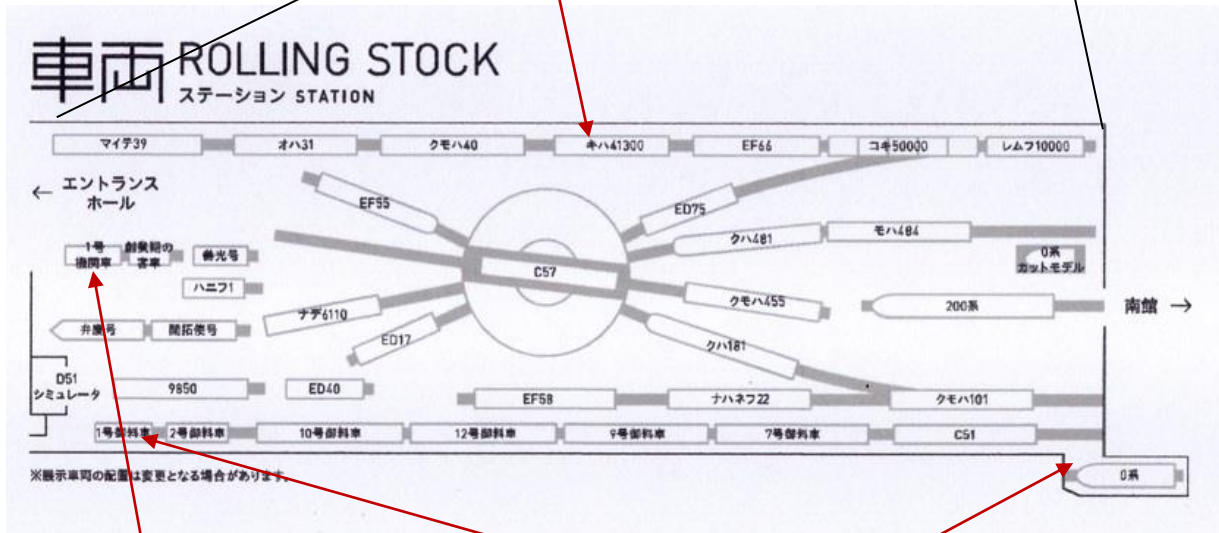 車両 ROLLING STOCK
ステーション STATION
マイテ39 オハ31 クモハ40 キハ41300 EF66 コキ50000 レムフ10000
← エントランス
ホール
EF55
ED75
クハ481
モハ484
1号
機関車
創業期の
客車
善光号
0系
カットモデル
C57
ハニフ1
クモハ455
200系
南館 →
ナデ6110
弁慶号 開拓使号
ED17
クハ181
D51
シミュレータ
9850
ED40
EF58
ナハネフ22
クモハ101
1号御料車 2号御料車 10号御料車 12号御料車 9号御料車 7号御料車 C51
※展示車両の配置は変更となる場合があります。
0系